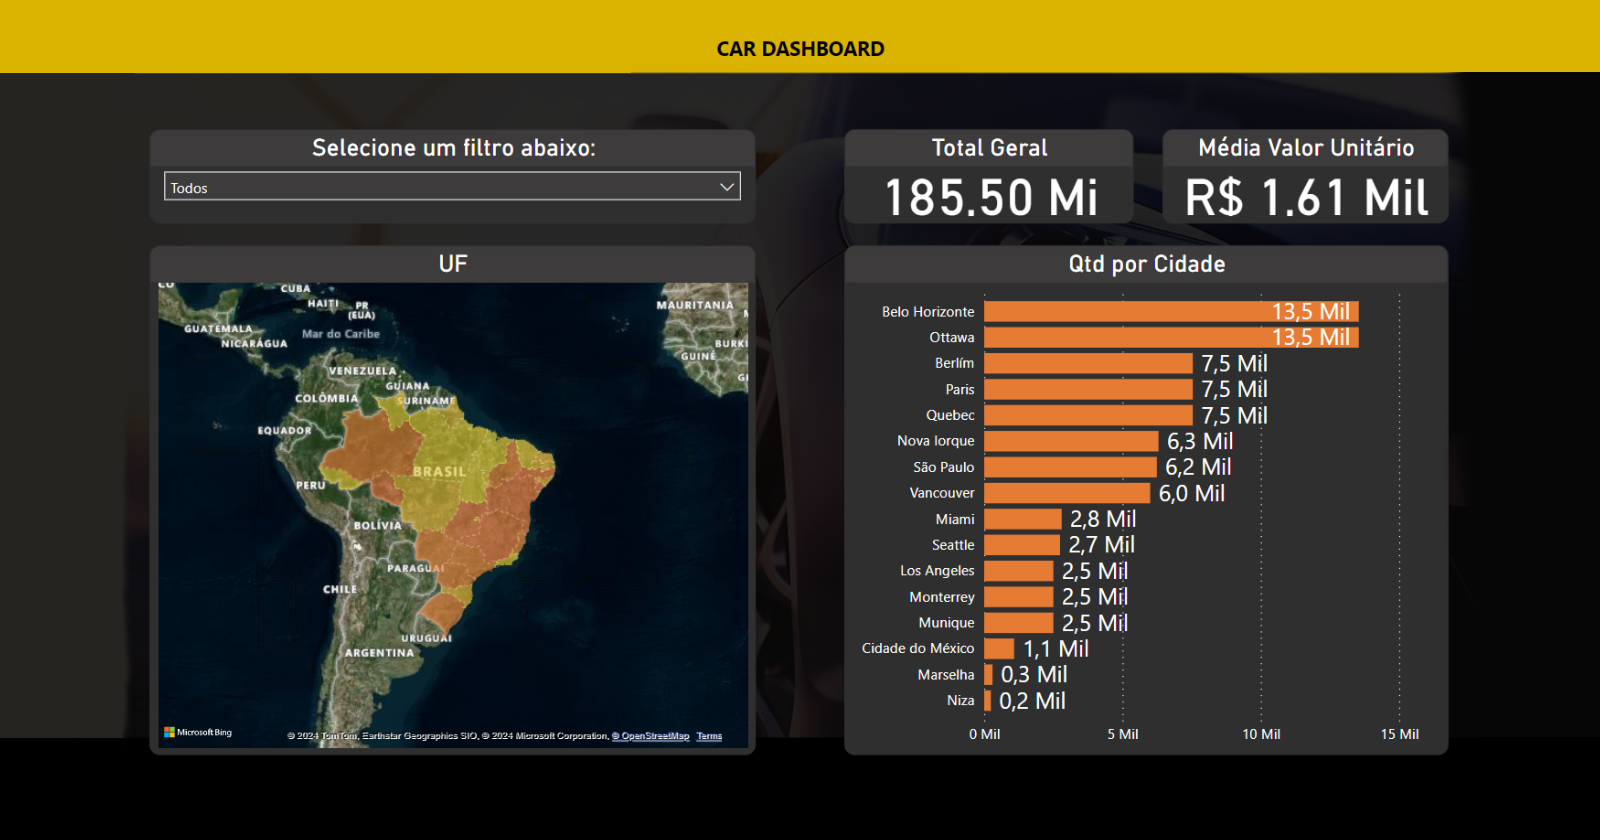 CAR DASHBOARD
Selecione um filtro abaixo:
Todos
Total Geral
185.50 Mi
Média Valor Unitário
R$ 1.61 Mil
UF
CUBA
HAITI
PR
(EUA)
MAURITANIA
GUATEMALA
Mar do Caribe
NICARÁGUA
BURKI
GUINÉ
VENEZUELA
GUIANA
SURINAME
COLÔMBIA
EQUADOR
BRASIL
PERU
BOLÍVIA
PARAGUAI
CHILE
URUGUAI
ARGENTINA
Microsoft Bing
© 2024 TomTom, Earthstar Geographics SIO, © 2024 Microsoft Corporation, © OpenStreetMap Terms
Qtd por Cidade
Belo Horizonte 13,5 Mil
Ottawa 13,5 Mil
Berlím 7,5 Mil
Paris 7,5 Mil
Quebec 7,5 Mil
Nova Iorque 6,3 Mil
São Paulo 6,2 Mil
Vancouver 6,0 Mil
Miami 2,8 Mil
Seattle 2,7 Mil
Los Angeles 2,5 Mil
Monterrey 2,5 Mil
Munique 2,5 Mil
Cidade do México 1,1 Mil
Marselha 0,3 Mil
Niza 0,2 Mil
0 Mil 5 Mil 10 Mil 15 Mil